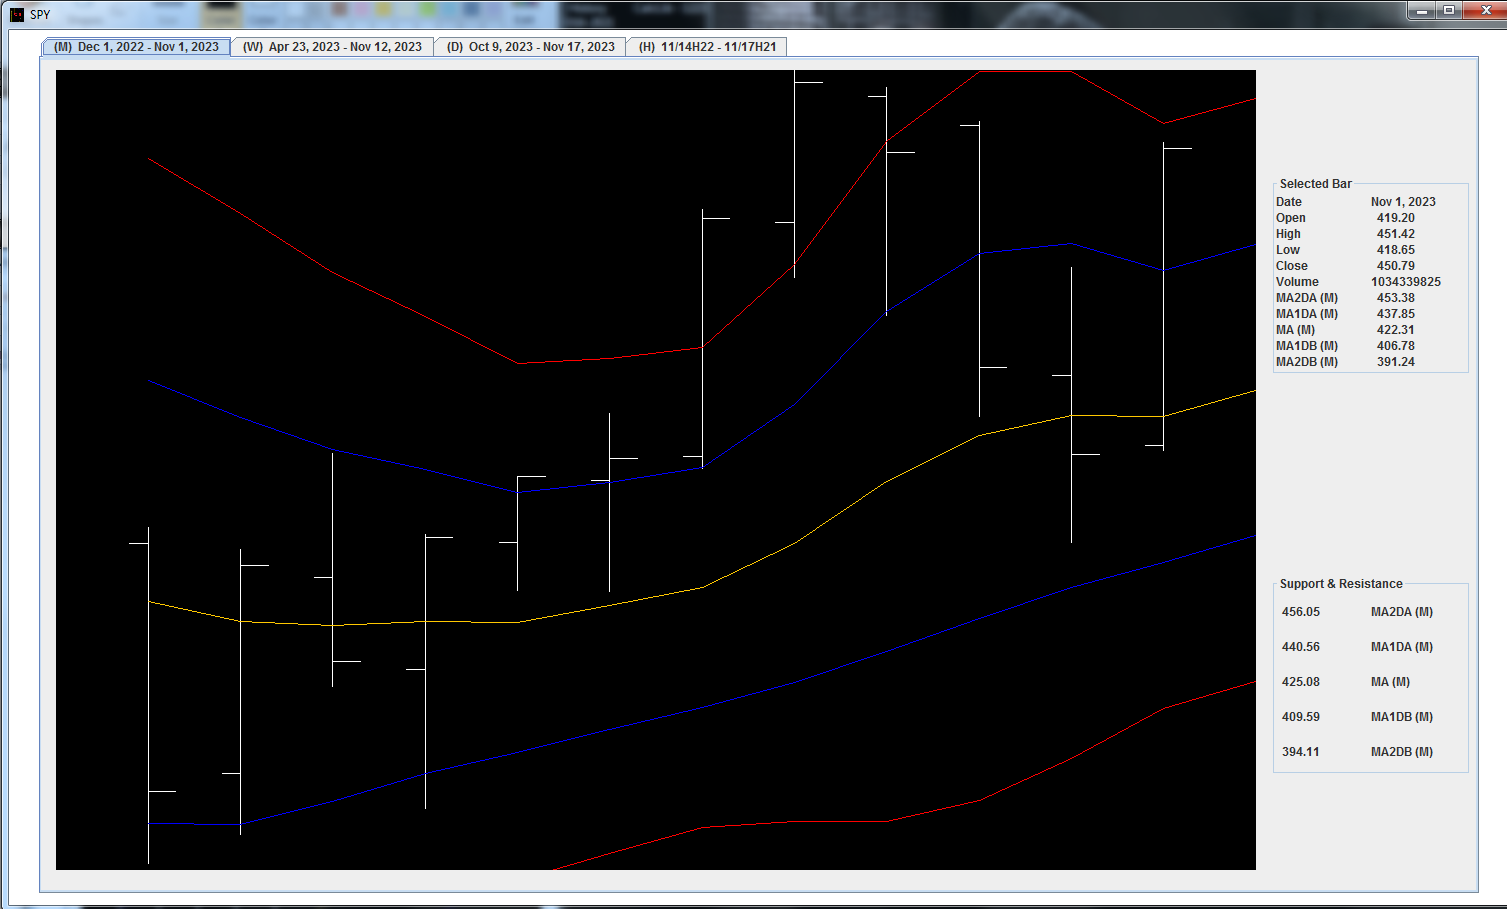 SPY
(M) Dec 1, 2022 - Nov 1, 2023 (W) Apr 23, 2023 - Nov 12, 2023 (D) Oct 9, 2023 - Nov 17, 2023 (H) 11/14H22 - 11/17H21
Selected Bar
Date Nov 1, 2023
Open 419.20
High 451.42
Low 418.65
Close 450.79
Volume 1034339825
MA2DA (M) 453.38
MA1DA (M) 437.85
MA (M) 422.31
MA1DB (M) 406.78
MA2DB (M) 391.24
Support & Resistance
456.05 MA2DA (M)
440.56 MA1DA (M)
425.08 MA (M)
409.59 MA1DB (M)
394.11 MA2DB (M)